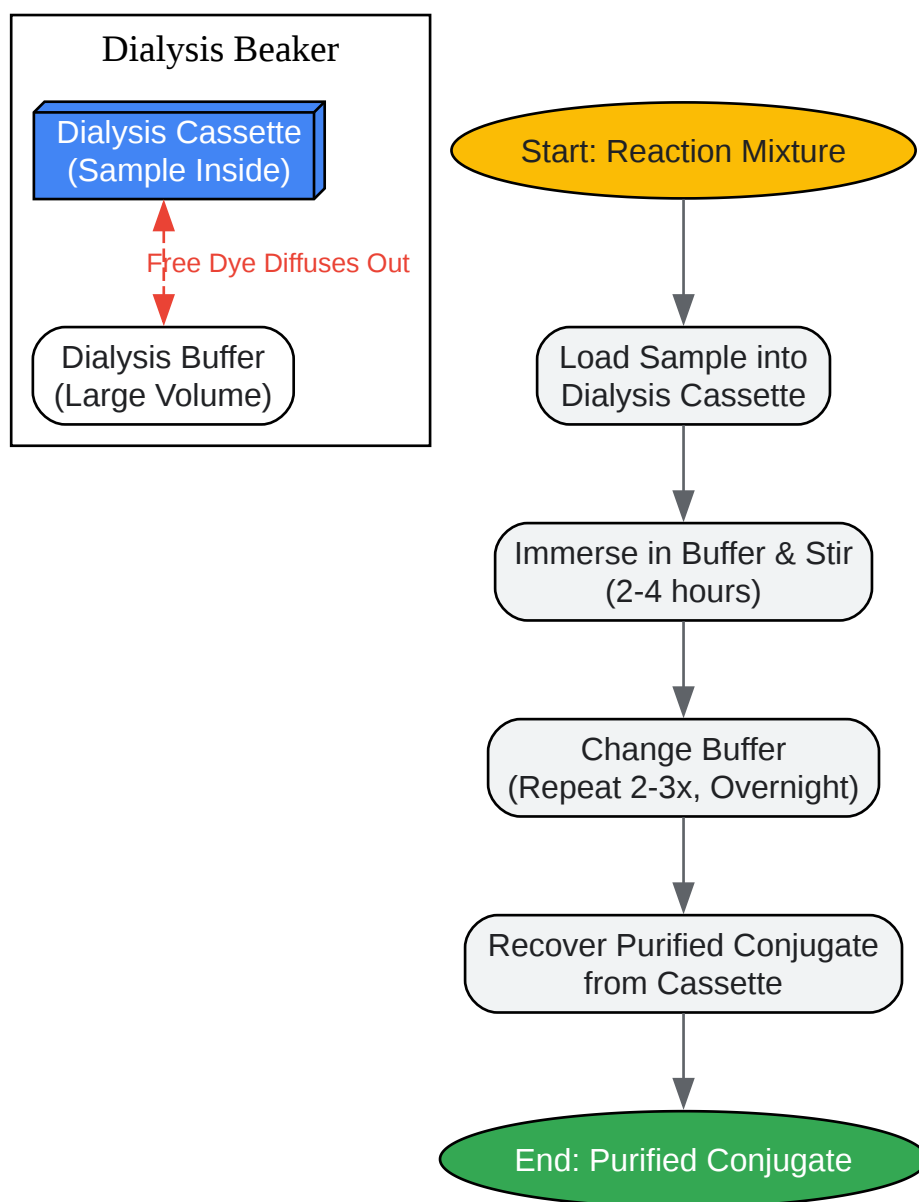 Dialysis Beaker
Dialysis Cassette
(Sample Inside)
Free Dye Diffuses Out
Dialysis Buffer
(Large Volume)
Start: Reaction Mixture
Load Sample into
Dialysis Cassette
Immerse in Buffer & Stir
(2-4 hours)
Change Buffer
(Repeat 2-3x, Overnight)
Recover Purified Conjugate
from Cassette
End: Purified Conjugate